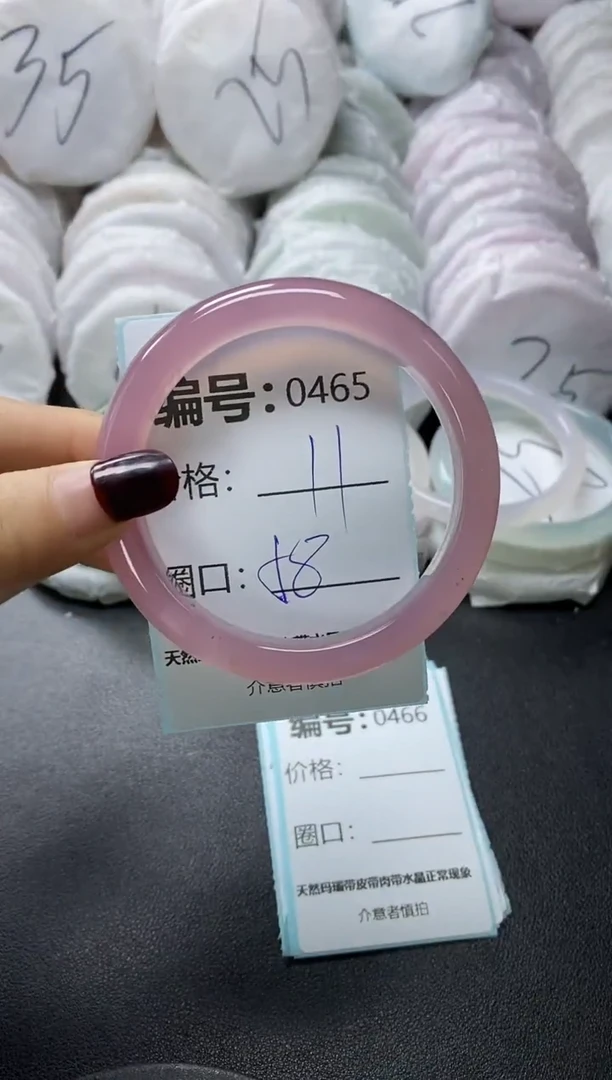 35
编号:0465
格: 11
圈口: 58
天然
介意者慎拍
25
编号:0466
价格:
圈口:
天然玛瑙带皮带肉带水晶正常现象
介意者慎拍